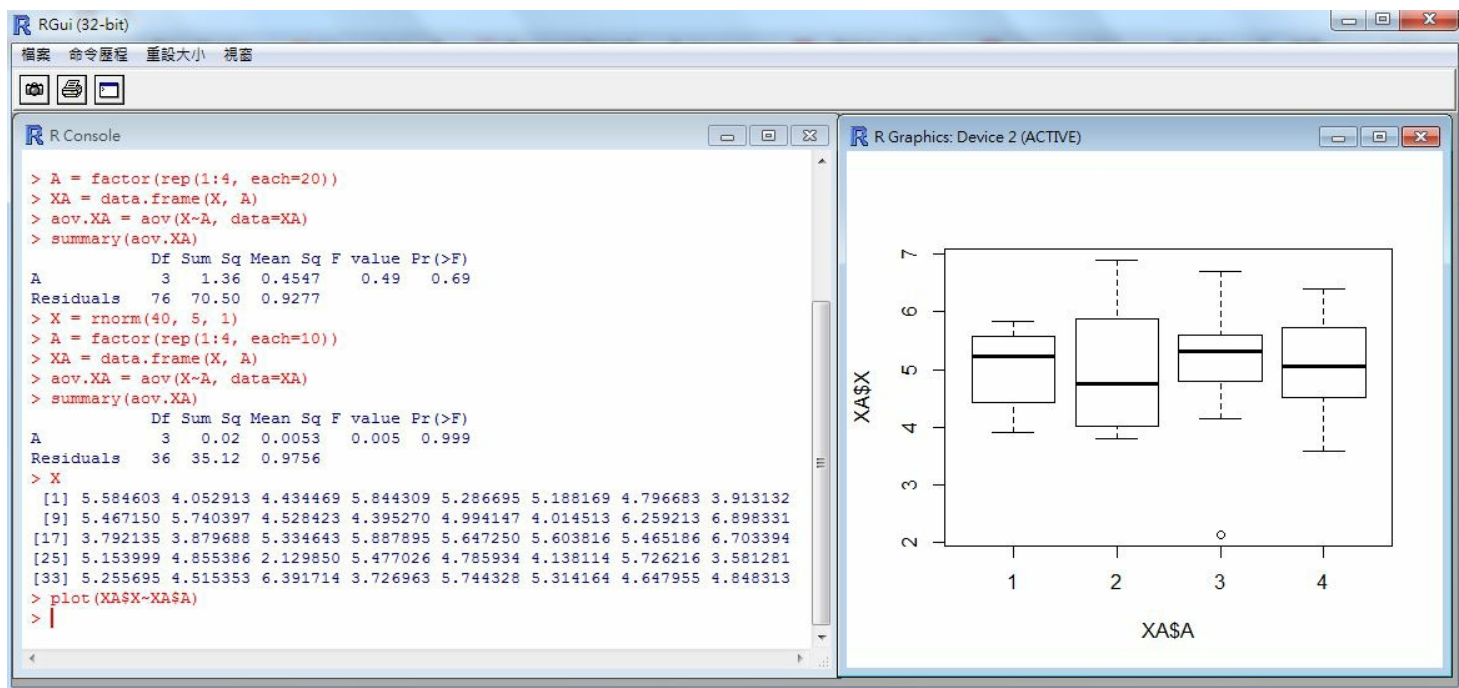 RGui (32-bit)
檔案 命令歷程 重設大小 視窗
R Console
> A = factor(rep(1:4, each=20))
> XA = data.frame(X, A)
> aov.XA = aov(X~A, data=XA)
> summary(aov.XA)
            Df Sum Sq Mean Sq F value Pr(>F)
A            3   1.36  0.4547    0.49   0.69
Residuals   76  70.50  0.9277
> X = rnorm(40, 5, 1)
> A = factor(rep(1:4, each=10))
> XA = data.frame(X, A)
> aov.XA = aov(X~A, data=XA)
> summary(aov.XA)
            Df Sum Sq Mean Sq F value Pr(>F)
A            3   0.02  0.0053   0.005  0.999
Residuals   36  35.12  0.9756
> X
 [1] 5.584603 4.052913 4.434469 5.844309 5.286695 5.188169 4.796683 3.913132
 [9] 5.467150 5.740397 4.528423 4.395270 4.994147 4.014513 6.259213 6.898331
[17] 3.792135 3.879688 5.334643 5.887895 5.647250 5.603816 5.465186 6.703394
[25] 5.153999 4.855386 2.129850 5.477026 4.785934 4.138114 5.726216 3.581281
[33] 5.255695 4.515353 6.391714 3.726963 5.744328 5.314164 4.647955 4.848313
> plot(XA$X~XA$A)
>
R Graphics: Device 2 (ACTIVE)
7
6
5
4
3
2
XA$X
1 2 3 4
XA$A